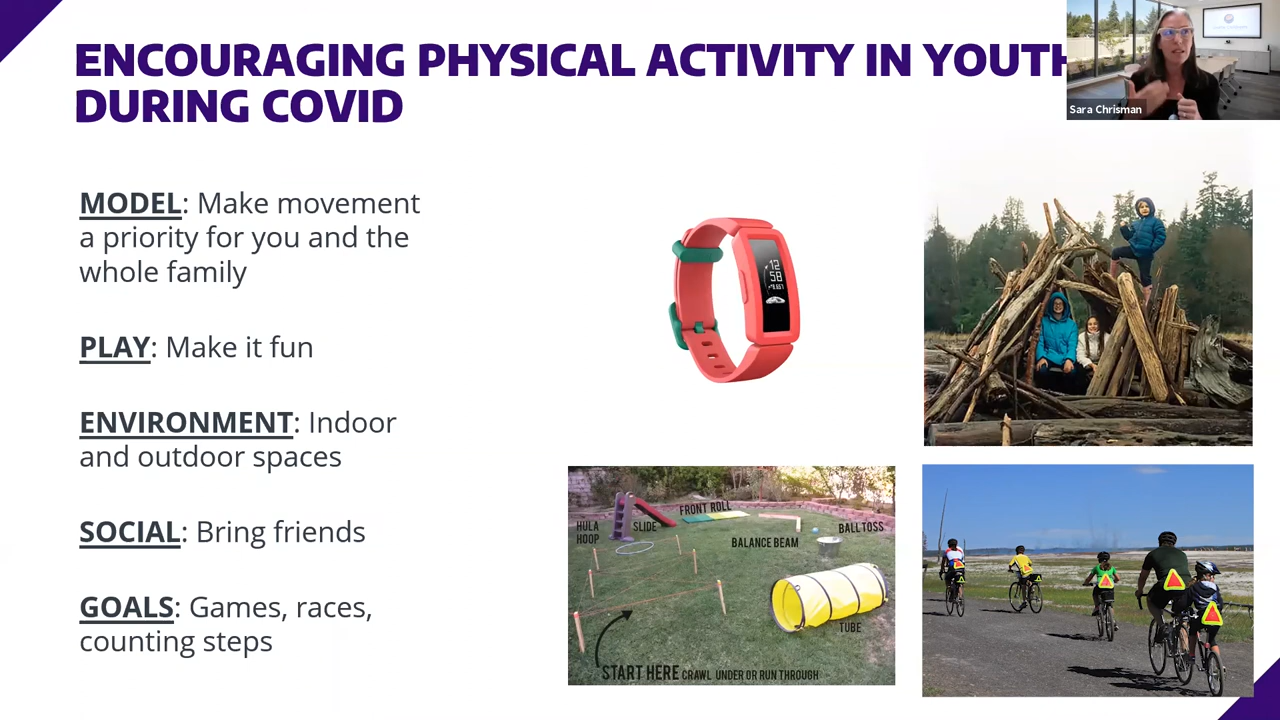 ENCOURAGING PHYSICAL ACTIVITY IN YOUTH
DURING COVID
Sara Chrisman
MODEL: Make movement
a priority for you and the
whole family
PLAY: Make it fun
ENVIRONMENT: Indoor
and outdoor spaces
SOCIAL: Bring friends
GOALS: Games, races,
counting steps
12
58
HULA
HOOP
SLIDE
FRONT ROLL
BALANCE BEAM
BALL TOSS
TUBE
START HERE CRAWL UNDER OR RUN THROUGH